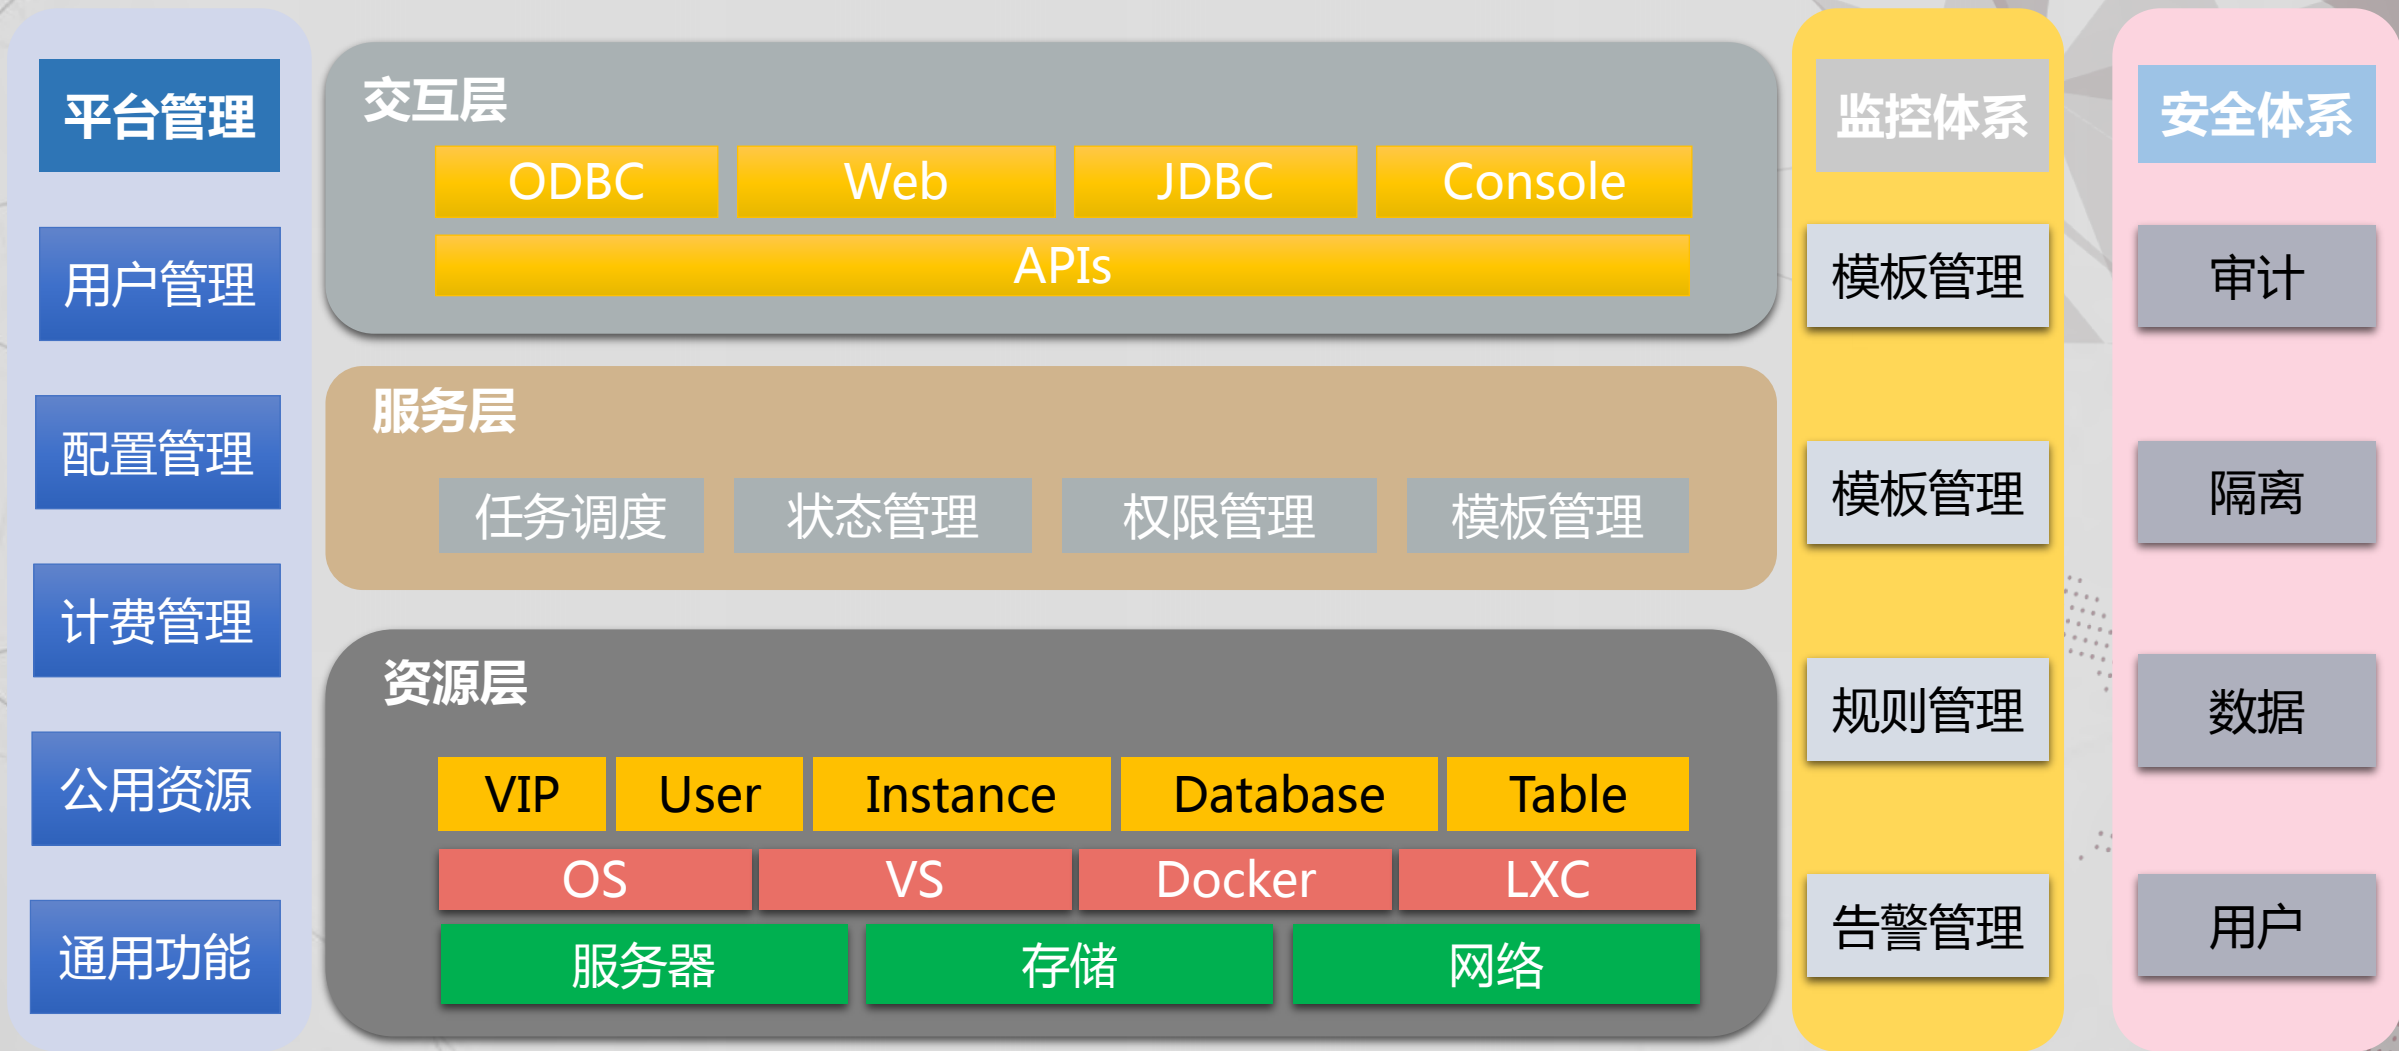 平台管理
用户管理
配置管理
计费管理
公用资源
通用功能
交互层
ODBC Web JDBC Console
APIs
服务层
任务调度 状态管理 权限管理 模板管理
资源层
VIP User Instance Database Table
OS VS Docker LXC
服务器 存储 网络
监控体系
模板管理
模板管理
规则管理
告警管理
安全体系
审计
隔离
数据
用户